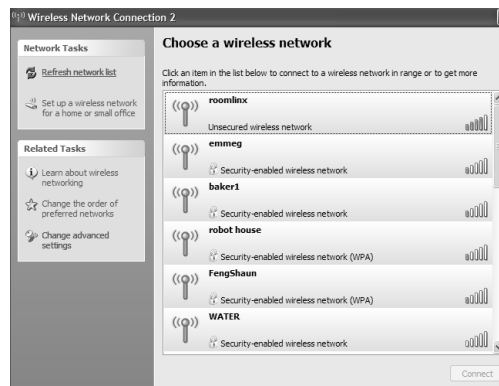 Wireless Network Connection 2
Network Tasks
Refresh network list
Set up a wireless network
for a home or small office
Related Tasks
Learn about wireless
networking
Change the order of
preferred networks
Change advanced
settings
Choose a wireless network
Click an item in the list below to connect to a wireless network in range or to get more
information.
roomlinx
Unsecured wireless network
emmeg
Security-enabled wireless network
baker1
Security-enabled wireless network
robot house
Security-enabled wireless network (WPA)
FengShaun
Security-enabled wireless network (WPA)
WATER
Security-enabled wireless network
Connect